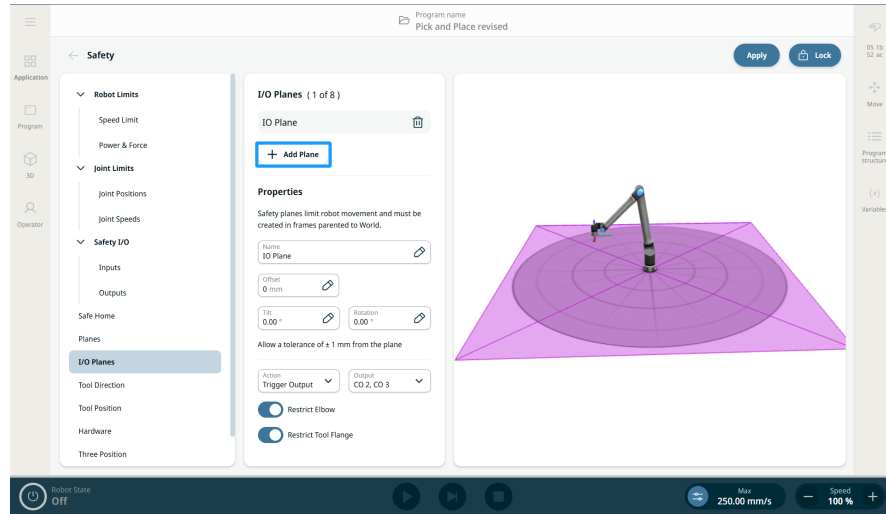 Program name
Pick and Place revised
Safety
Apply
Lock
05 1b
52 ac
Application
Program
3D
Operator
Move
Program
structure
Variables
Robot Limits
Speed Limit
Power & Force
Joint Limits
Joint Positions
Joint Speeds
Safety I/O
Inputs
Outputs
Safe Home
Planes
I/O Planes
Tool Direction
Tool Position
Hardware
Three Position
I/O Planes ( 1 of 8 )
IO Plane
+ Add Plane
Properties
Safety planes limit robot movement and must be
created in frames parented to World.
Name
IO Plane
Offset
0 mm
Tilt
0.00 °
Rotation
0.00 °
Allow a tolerance of ± 1 mm from the plane
Action
Trigger Output
Output
CO 2, CO 3
Restrict Elbow
Restrict Tool Flange
Robot State
Off
Max
250.00 mm/s
Speed
100 %